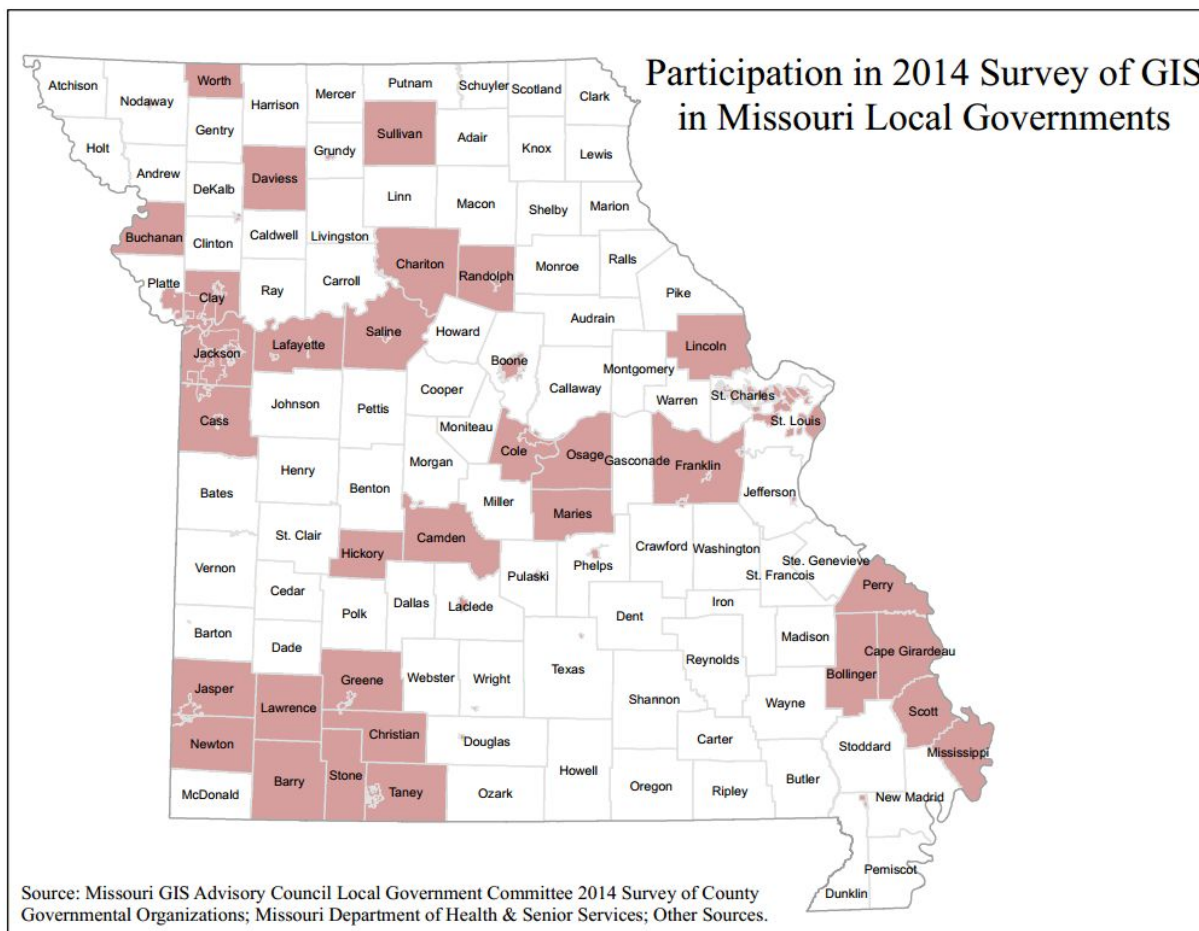 Participation in 2014 Survey of GIS
in Missouri Local Governments
Atchison
Nodaway
Worth
Harrison
Mercer
Putnam
Schuyler
Scotland
Clark
Gentry
Sullivan
Adair
Knox
Lewis
Holt
Andrew
DeKalb
Daviess
Grundy
Linn
Macon
Shelby
Marion
Buchanan
Clinton
Caldwell
Livingston
Chariton
Randolph
Monroe
Ralls
Platte
Clay
Ray
Carroll
Pike
Audrain
Jackson
Lafayette
Saline
Howard
Boone
Callaway
Montgomery
Lincoln
Warren
St. Charles
St. Louis
Cass
Johnson
Pettis
Cooper
Moniteau
Cole
Osage
Gasconade
Franklin
Jefferson
Bates
Henry
Benton
Morgan
Miller
Maries
St. Clair
Hickory
Camden
Pulaski
Phelps
Crawford
Washington
Ste. Genevieve
St. Francois
Perry
Vernon
Cedar
Polk
Dallas
Laclede
Dent
Iron
Madison
Bollinger
Cape Girardeau
Barton
Dade
Greene
Webster
Wright
Texas
Reynolds
Shannon
Wayne
Scott
Mississippi
Jasper
Lawrence
Newton
Christian
Douglas
Carter
Stoddard
McDonald
Barry
Stone
Taney
Ozark
Howell
Oregon
Ripley
Butler
New Madrid
Pemiscot
Dunklin
Source: Missouri GIS Advisory Council Local Government Committee 2014 Survey of County
Governmental Organizations; Missouri Department of Health & Senior Services; Other Sources.